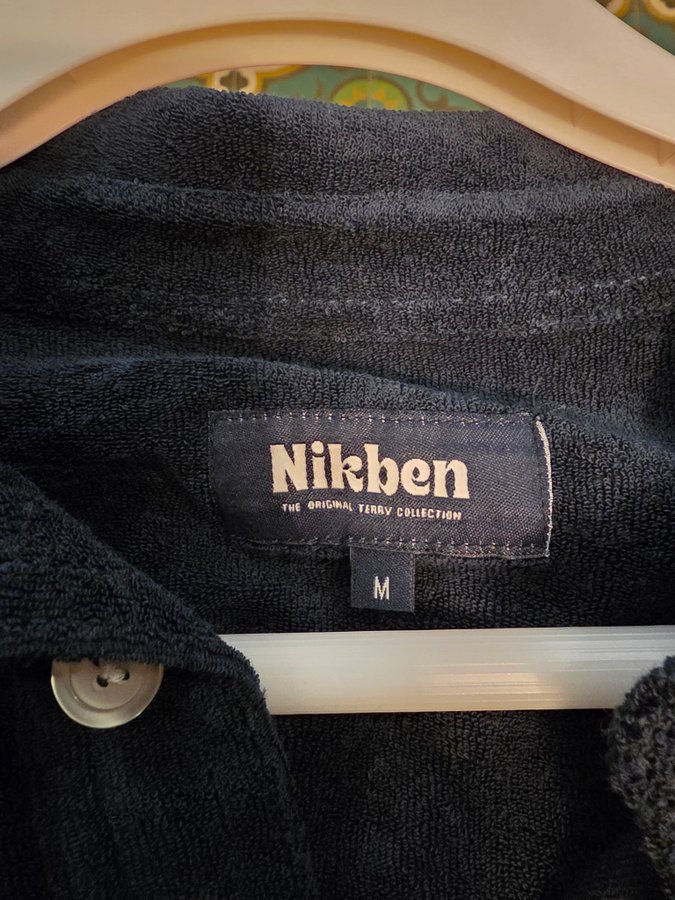 Nikben
THE ORIGINAL TERRY COLLECTION
M